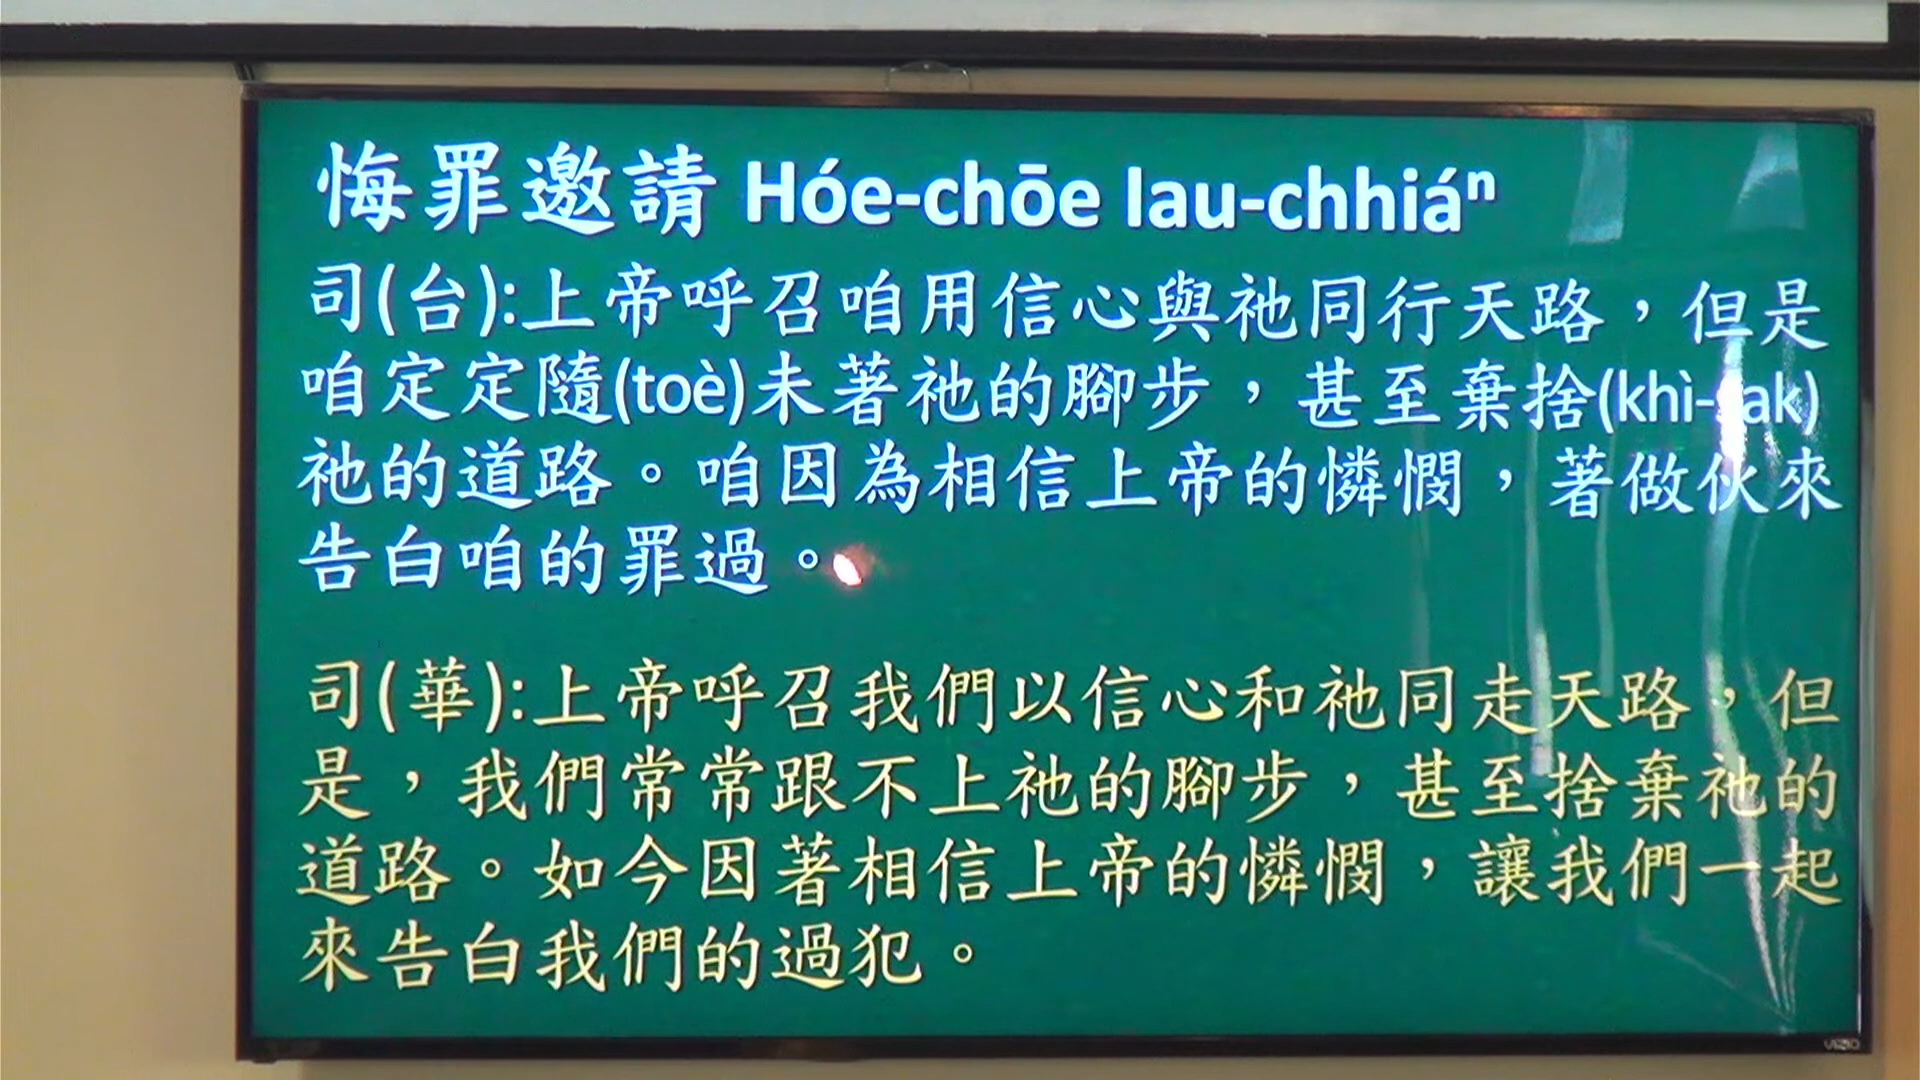 悔罪邀請 Hóe-chōe Iau-chhiáⁿ
司(台):上帝呼召咱用信心與祂同行天路，但是
咱定定隨(toè)未著祂的腳步，甚至棄捨
祂的道路。咱因為相信上帝的憐憫，著做伙來
告白咱的罪過。
司(華):上帝呼召我們以信心和祂同走天路，但
是，我們常常跟不上祂的腳步，甚至捨棄祂的
道路。如今因著相信上帝的憐憫，讓我們一起
來告白我們的過犯。
VIZIO